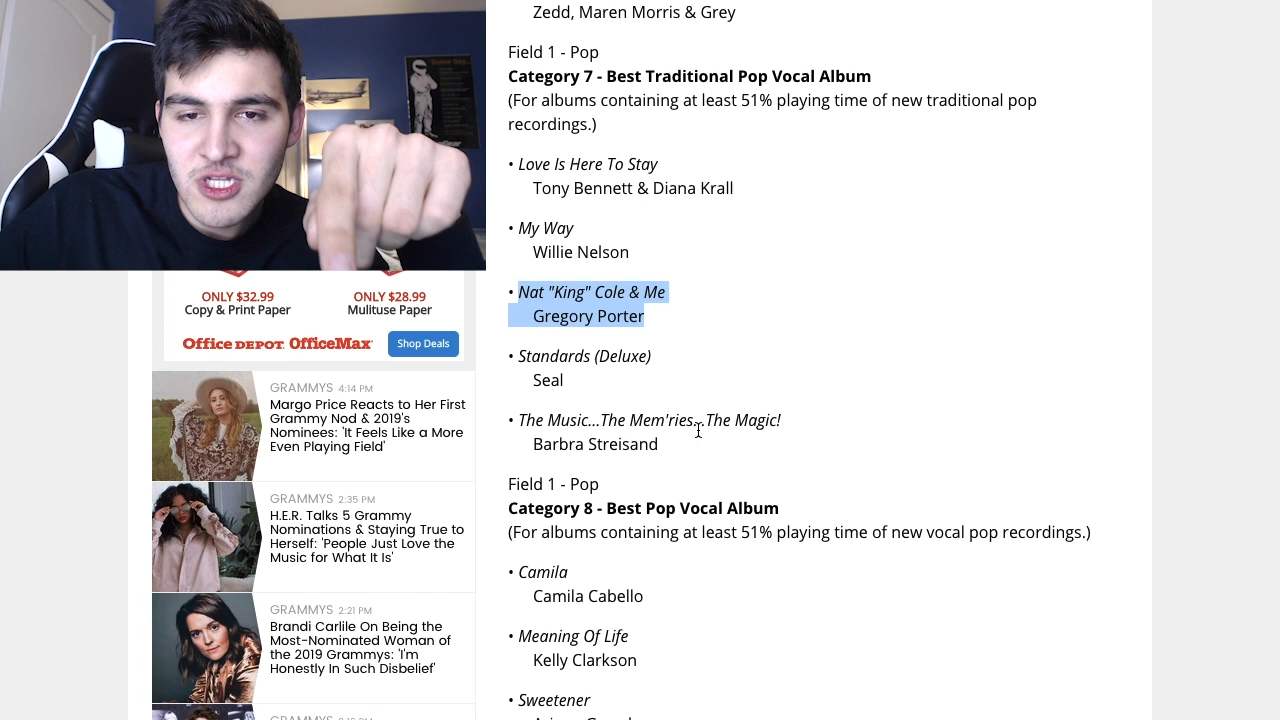 Zedd, Maren Morris & Grey
Field 1 - Pop
Category 7 - Best Traditional Pop Vocal Album
(For albums containing at least 51% playing time of new traditional pop
recordings.)
• Love Is Here To Stay
Tony Bennett & Diana Krall
• My Way
Willie Nelson
• Nat "King" Cole & Me
Gregory Porter
• Standards (Deluxe)
Seal
• The Music...The Mem'ries...The Magic!
Barbra Streisand
Field 1 - Pop
Category 8 - Best Pop Vocal Album
(For albums containing at least 51% playing time of new vocal pop recordings.)
• Camila
Camila Cabello
• Meaning Of Life
Kelly Clarkson
• Sweetener
ONLY $32.99
Copy & Print Paper
ONLY $28.99
Mulituse Paper
Office DEPOT OfficeMax
Shop Deals
GRAMMYS 4:14 PM
Margo Price Reacts to Her First
Grammy Nod & 2019's
Nominees: 'It Feels Like a More
Even Playing Field'
GRAMMYS 2:35 PM
H.E.R. Talks 5 Grammy
Nominations & Staying True to
Herself: 'People Just Love the
Music for What It Is'
GRAMMYS 2:21 PM
Brandi Carlile On Being the
Most-Nominated Woman of
the 2019 Grammys: 'I'm
Honestly In Such Disbelief'
GRAMMYS